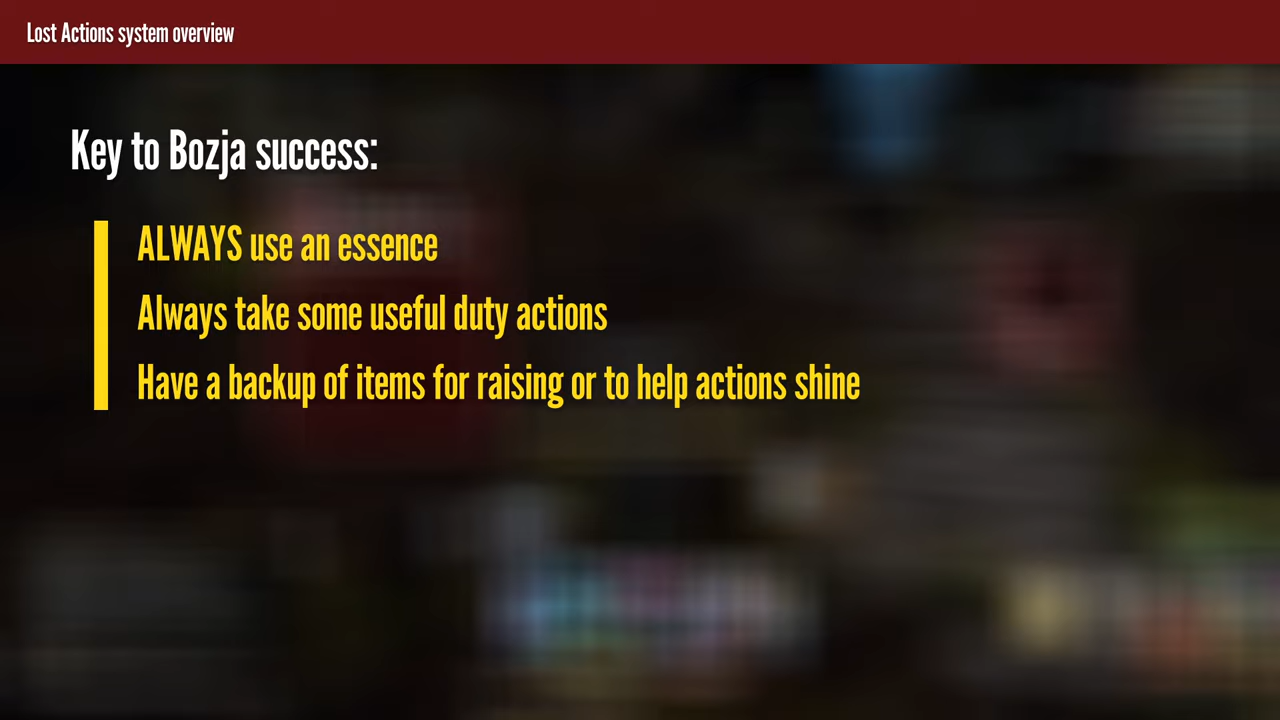 Lost Actions system overview
Key to Bozja success:
ALWAYS use an essence
Always take some useful duty actions
Have a backup of items for raising or to help actions shine